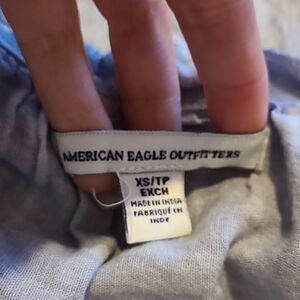 AMERICAN EAGLE OUTFITTERS
XS/TP
EXCH
MADE IN INDIA
FABRIQUÉ EN
INDE